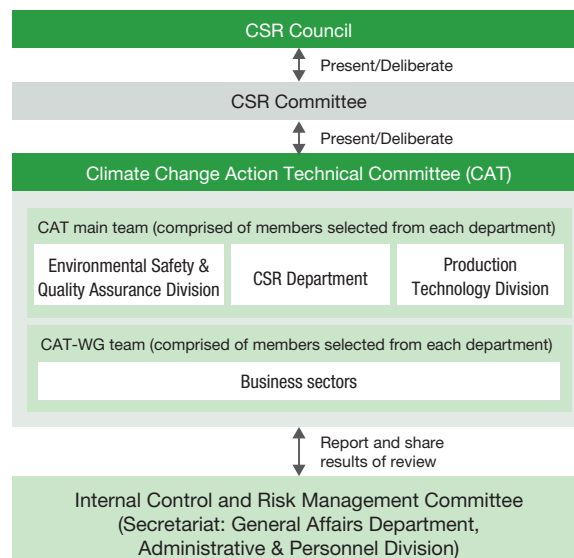 CSR Council
Present/Deliberate
CSR Committee
Present/Deliberate
Climate Change Action Technical Committee (CAT)
CAT main team (comprised of members selected from each department)
Environmental Safety &
Quality Assurance Division
CSR Department
Production
Technology Division
CAT-WG team (comprised of members selected from each department)
Business sectors
Report and share
results of review
Internal Control and Risk Management Committee
(Secretariat: General Affairs Department,
Administrative & Personnel Division)